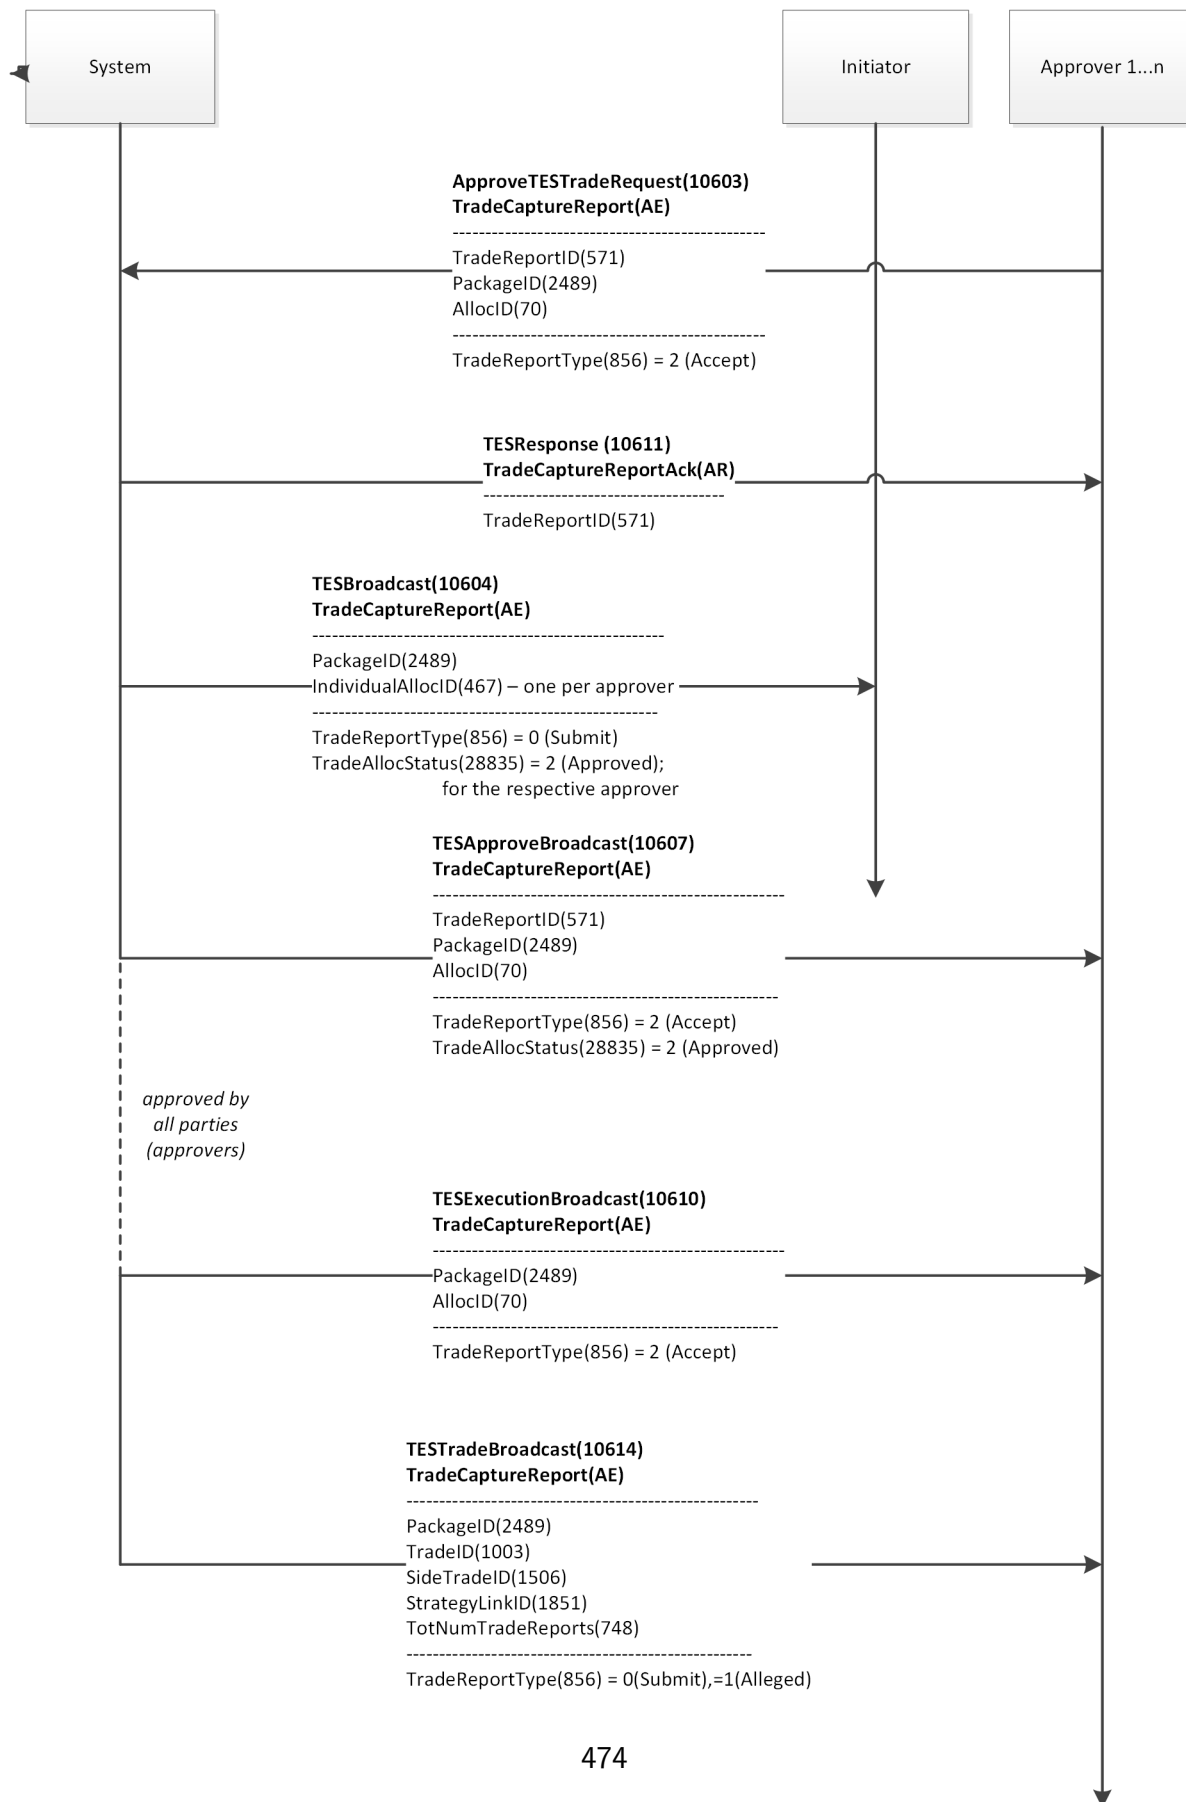 System
Initiator
Approver 1...n
ApproveTESTradeRequest(10603)
TradeCaptureReport(AE)
------------------------------------------------
TradeReportID(571)
PackageID(2489)
AllocID(70)
------------------------------------------------
TradeReportType(856) = 2 (Accept)
TESResponse (10611)
TradeCaptureReportAck(AR)
-------------------------------------
TradeReportID(571)
TESBroadcast(10604)
TradeCaptureReport(AE)
------------------------------------------------------
PackageID(2489)
IndividualAllocID(467) – one per approver
-----------------------------------------------------
TradeReportType(856) = 0 (Submit)
TradeAllocStatus(28835) = 2 (Approved);
for the respective approver
TESApproveBroadcast(10607)
TradeCaptureReport(AE)
------------------------------------------------------
TradeReportID(571)
PackageID(2489)
AllocID(70)
-----------------------------------------------------
TradeReportType(856) = 2 (Accept)
TradeAllocStatus(28835) = 2 (Approved)
approved by
all parties
(approvers)
TESExecutionBroadcast(10610)
TradeCaptureReport(AE)
------------------------------------------------------
PackageID(2489)
AllocID(70)
-----------------------------------------------------
TradeReportType(856) = 2 (Accept)
TESTradeBroadcast(10614)
TradeCaptureReport(AE)
------------------------------------------------------
PackageID(2489)
TradeID(1003)
SideTradeID(1506)
StrategyLinkID(1851)
TotNumTradeReports(748)
-----------------------------------------------------
TradeReportType(856) = 0(Submit),=1(Alleged)
474